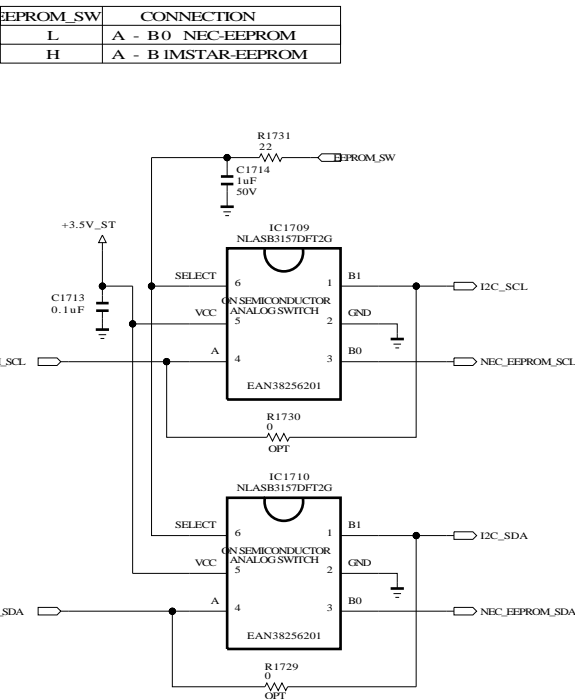 EEPROM_SW CONNECTION
L A - B0 NEC-EEPROM
H A - B1MSTAR-EEPROM
R1731
22
EEPROM_SW
C1714
1uF
50V
+3.5V_ST
IC1709
NLASB3157DFT2G
C1713
0.1uF
SELECT 6 1 B1 I2C_SCL
ON SEMICONDUCTOR
VCC 5 ANALOG SWITCH 2 GND
A 4 3 B0
_SCL NEC_EEPROM_SCL
EAN38256201
R1730
0
OPT
IC1710
NLASB3157DFT2G
SELECT 6 1 B1 I2C_SDA
ON SEMICONDUCTOR
VCC 5 ANALOG SWITCH 2 GND
A 4 3 B0
_SDA NEC_EEPROM_SDA
EAN38256201
R1729
0
OPT